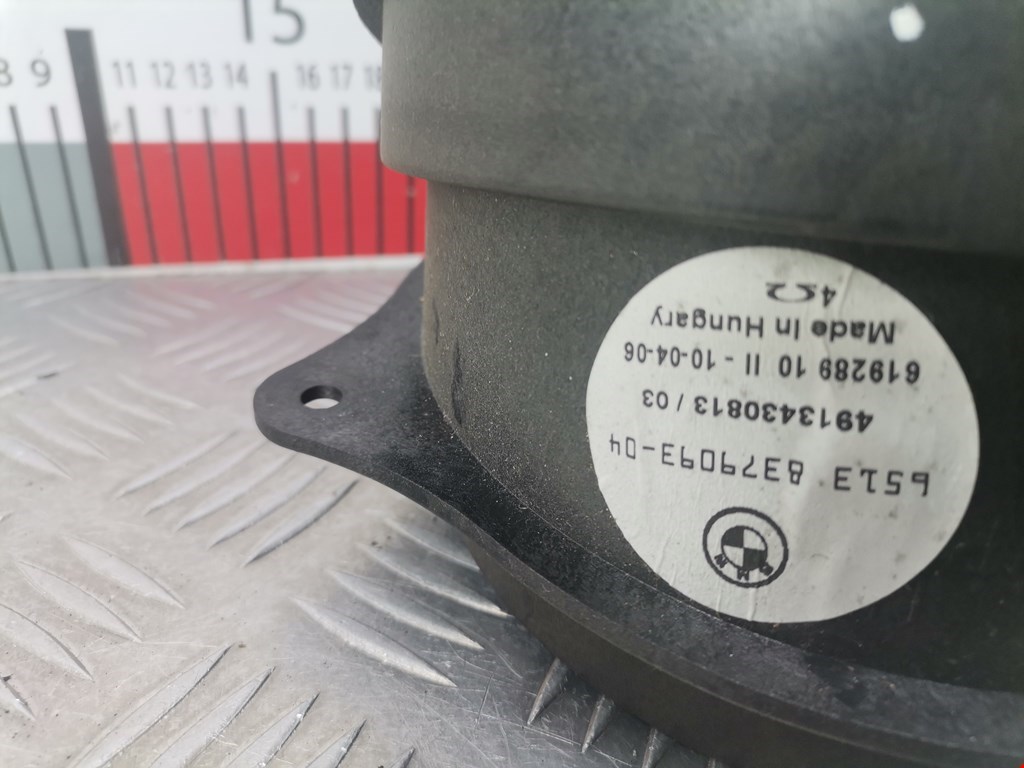 15
8 9 11 12 13 14 16 17 18
BMW
6513 8379093-04
4913430813 / 03
619289 10 II - 10-04-06
Made In Hungary
4Ω